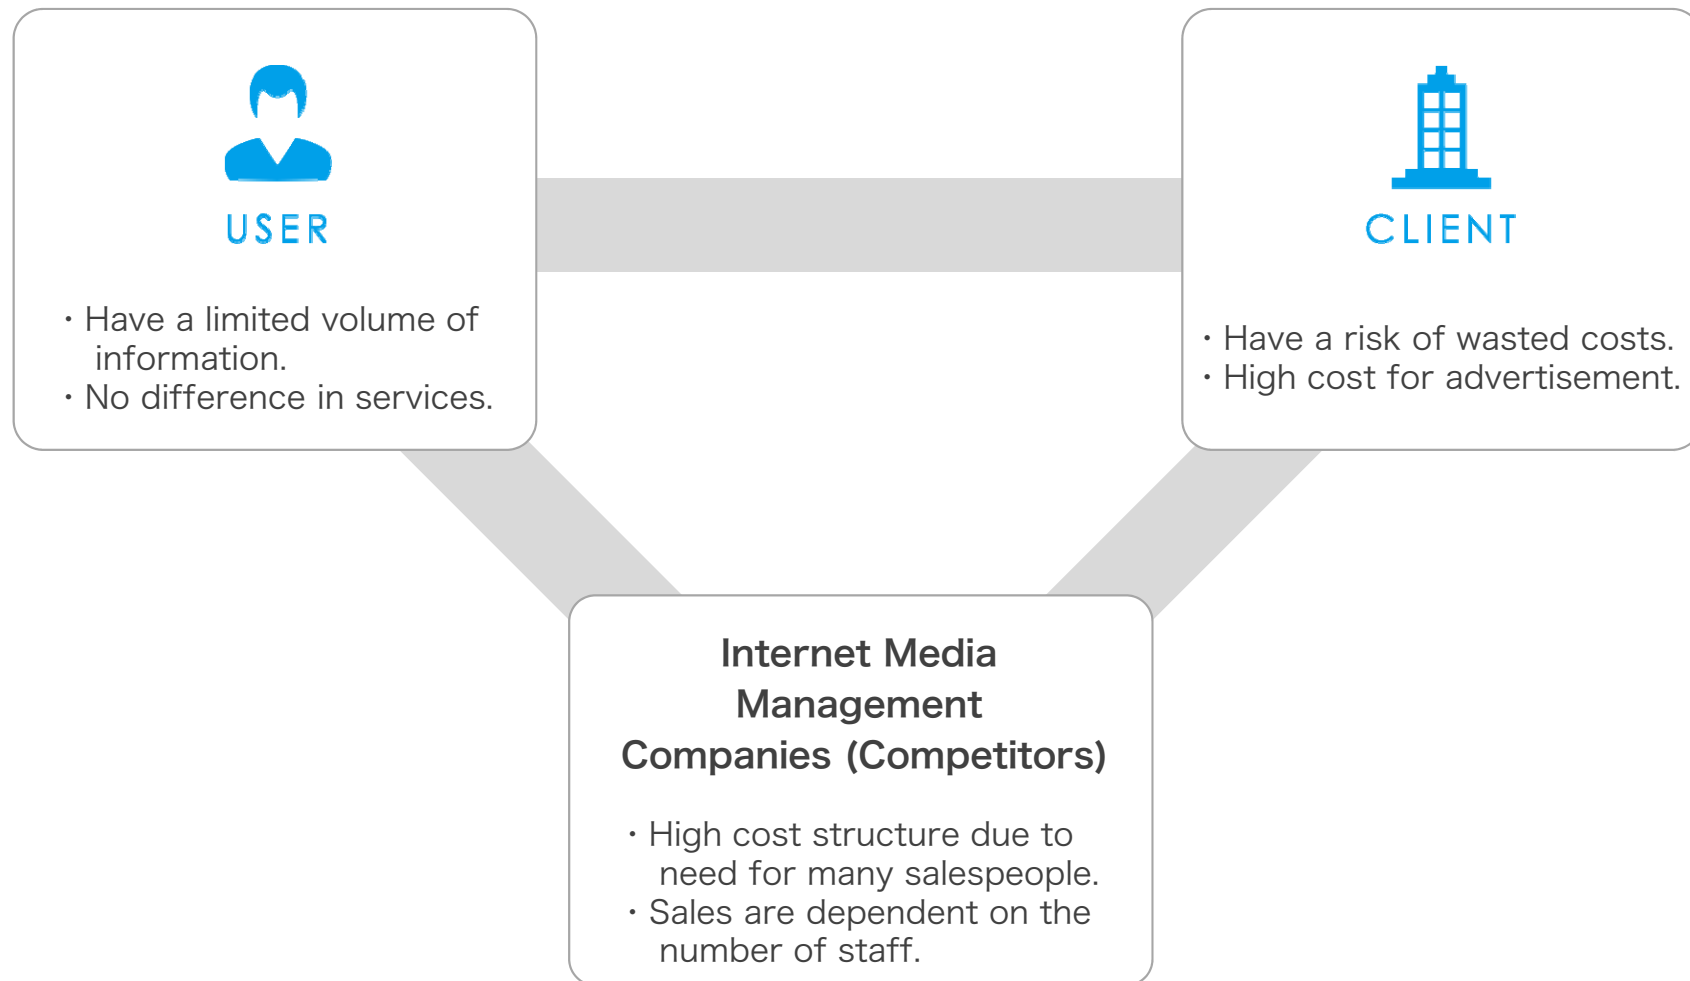 USER
・Have a limited volume of
information.
・No difference in services.
CLIENT
・Have a risk of wasted costs.
・High cost for advertisement.
Internet Media
Management
Companies (Competitors)
・High cost structure due to
need for many salespeople.
・Sales are dependent on the
number of staff.